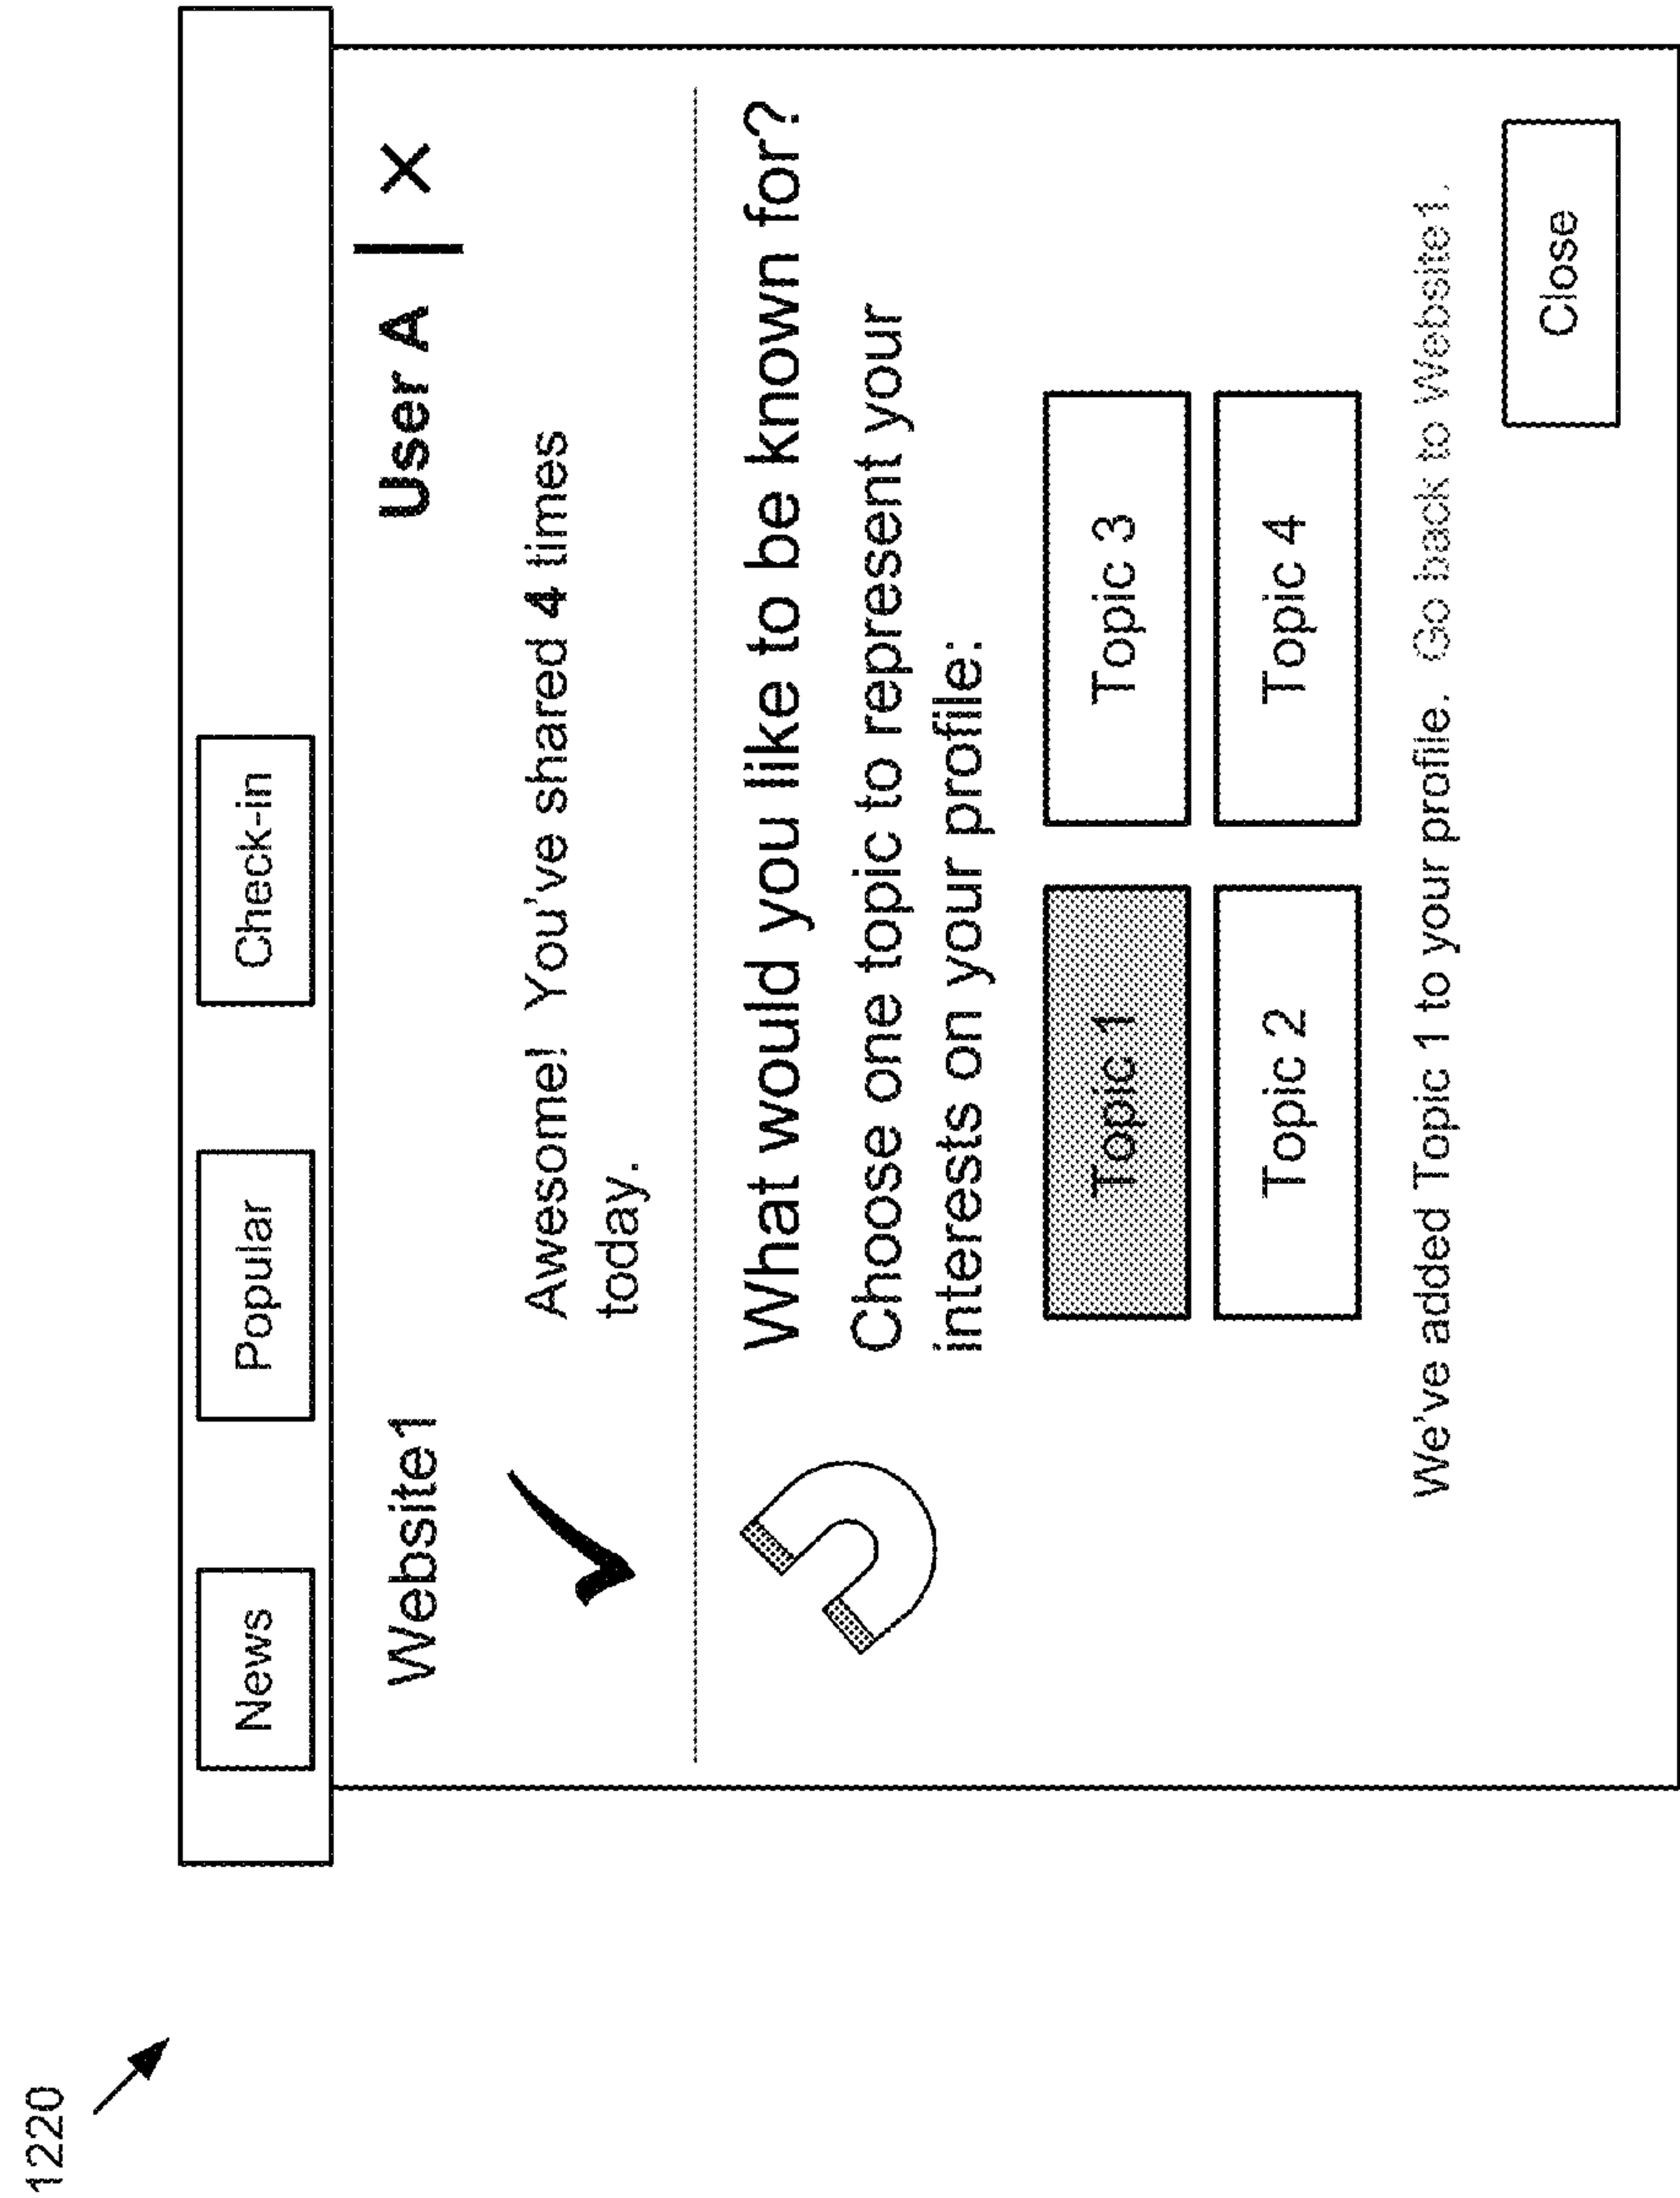 1220
News Popular Check-in
Website1 User A | X
Awesome! You've shared 4 times
today.
What would you like to be known for?
Choose one topic to represent your
interests on your profile:
Topic 1 Topic 3
Topic 2 Topic 4
We've added Topic 1 to your profile. Go back to Website1.
Close